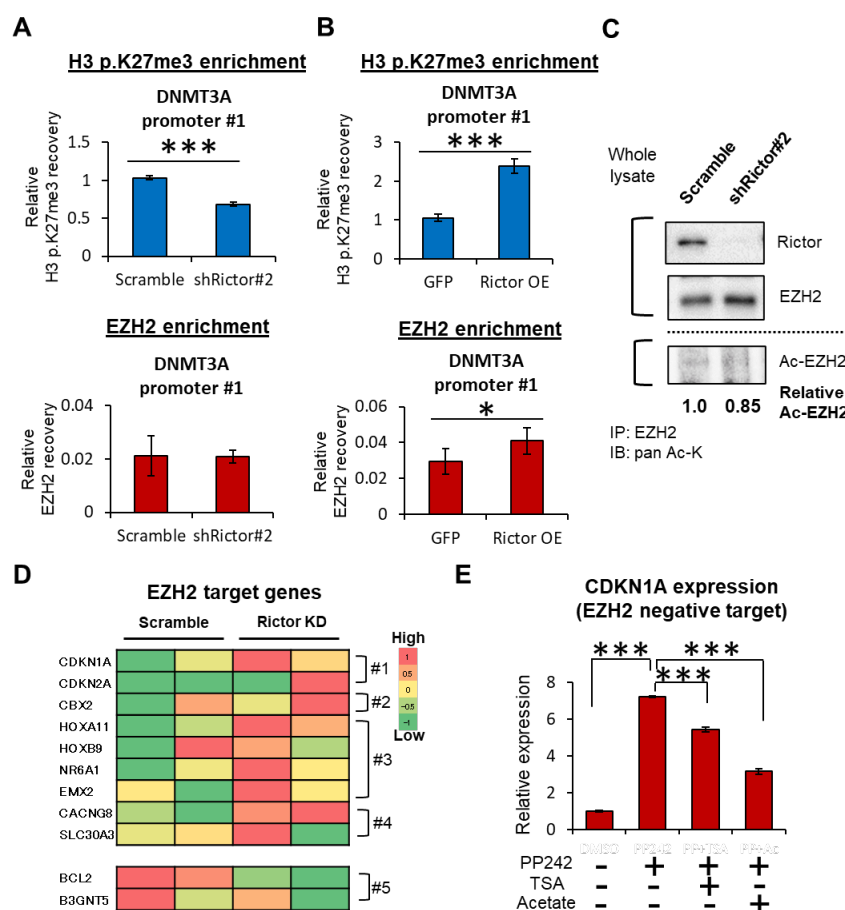 A
H3 p.K27me3 enrichment
DNMT3A
promoter #1
Relative
H3 p.K27me3 recovery
1.5
1
0.5
0
***
Scramble shRictor#2
EZH2 enrichment
DNMT3A
promoter #1
Relative
EZH2 recovery
0.04
0.02
0
Scramble shRictor#2
B
H3 p.K27me3 enrichment
DNMT3A
promoter #1
Relative
H3 p.K27me3 recovery
3
2
1
0
***
GFP Rictor OE
EZH2 enrichment
DNMT3A
promoter #1
Relative
EZH2 recovery
0.06
0.04
0.02
0
*
GFP Rictor OE
C
Whole
lysate
Scramble
shRictor#2
Rictor
EZH2
Ac-EZH2
1.0 0.85 Relative
Ac-EZH2
IP: EZH2
IB: pan Ac-K
D
EZH2 target genes
Scramble Rictor KD
CDKN1A
CDKN2A
CBX2
HOXA11
HOXB9
NR6A1
EMX2
CACNG8
SLC30A3
BCL2
B3GNT5
#1
#2
#3
#4
#5
High
1
0.5
0
-0.5
-1
Low
E
CDKN1A expression
(EZH2 negative target)
Relative expression
8
6
4
2
0
***
***
***
DMSO PP242 PP+TSA PP+Ac
PP242 - + + +
TSA - - + -
Acetate - - - +